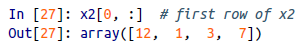 In [27]: x2[0, :]  # first row of x2
Out[27]: array([12,  1,  3,  7])